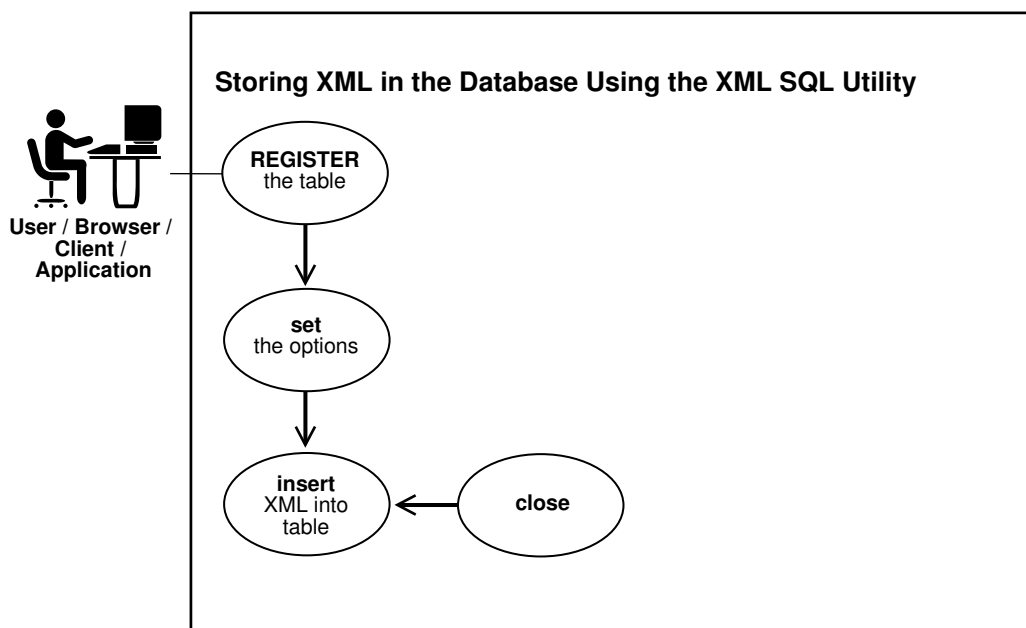 Storing XML in the Database Using the XML SQL Utility
REGISTER
the table
User / Browser /
Client /
Application
set
the options
insert
XML into
table
close